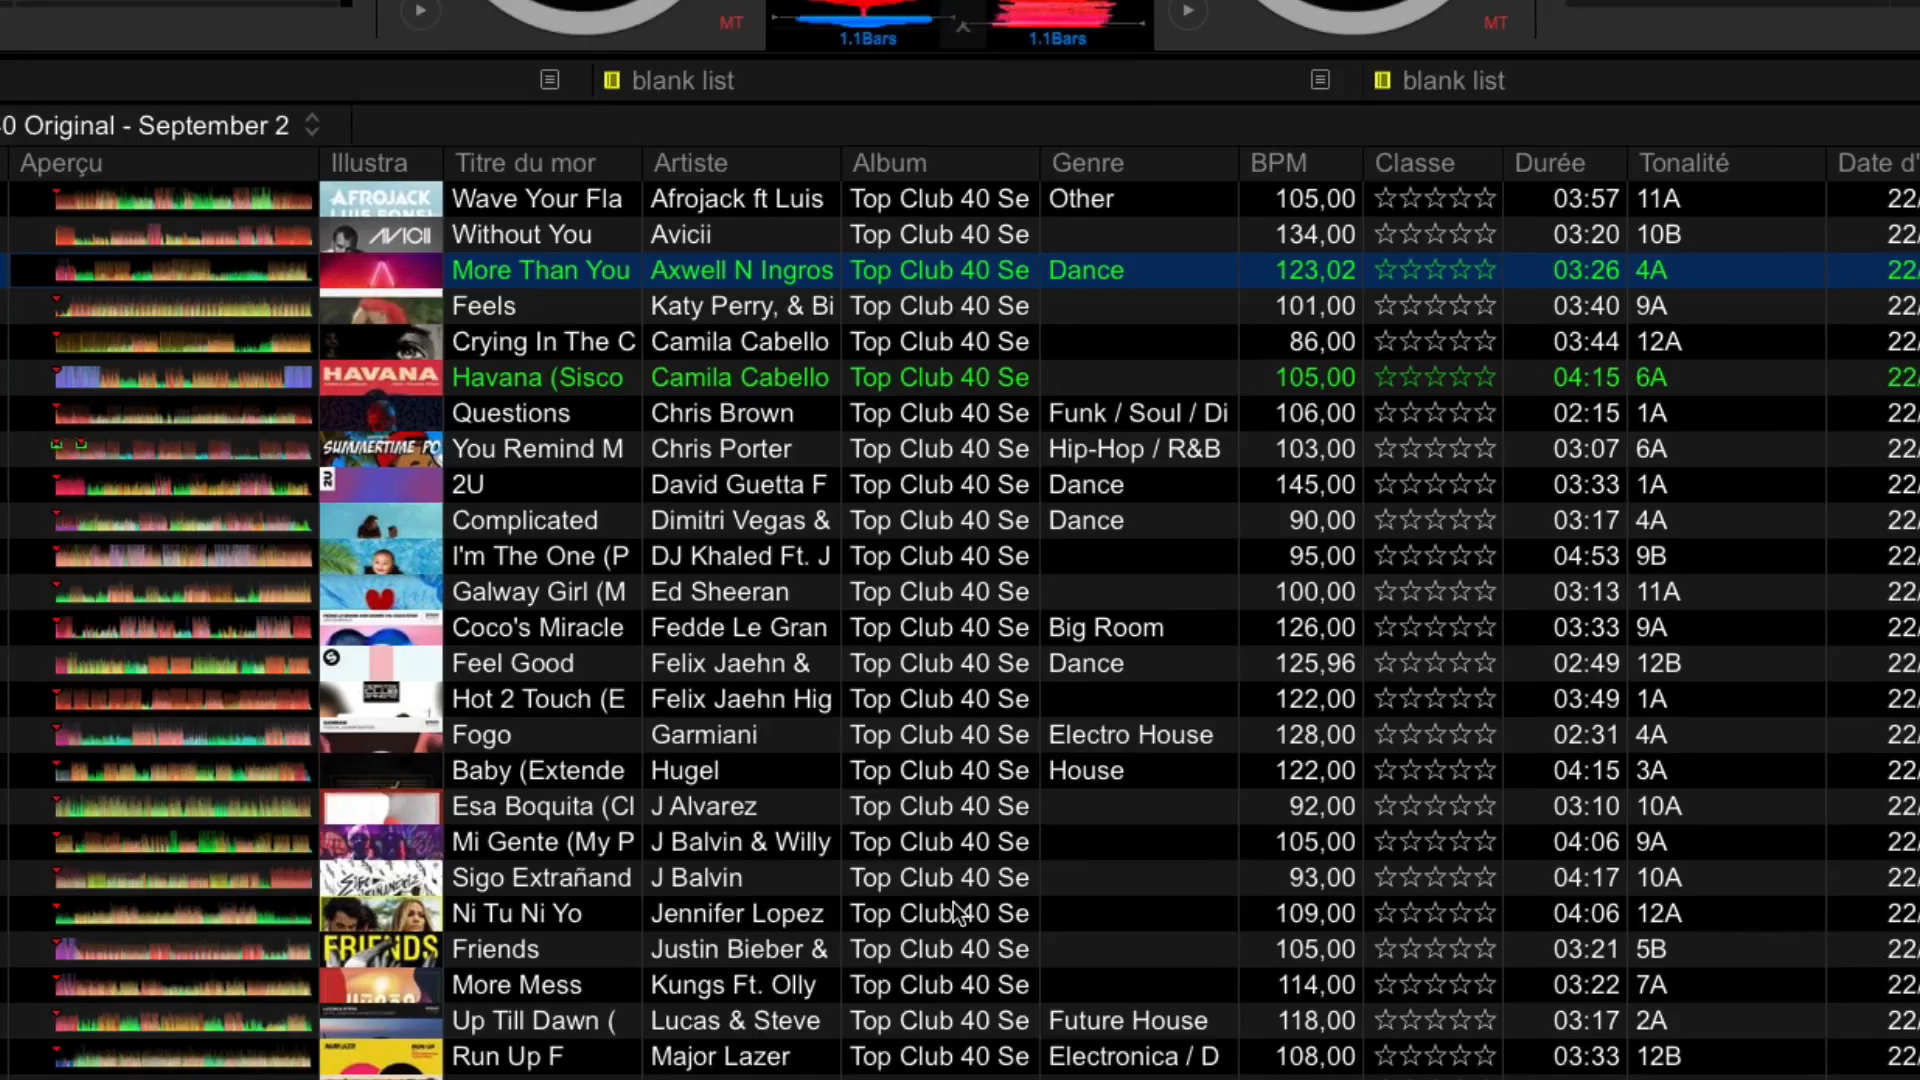 MT 1.1Bars 1.1Bars MT
blank list blank list
0 Original - September 2
Aperçu Illustra Titre du mor Artiste Album Genre BPM Classe Durée Tonalité Date d'
AFROJACK Wave Your Fla Afrojack ft Luis Top Club 40 Se Other 105,00 03:57 11A 22/
LUIS FONSI
AVICII Without You Avicii Top Club 40 Se 134,00 03:20 10B 22/
More Than You Axwell N Ingros Top Club 40 Se Dance 123,02 03:26 4A 22/
Feels Katy Perry, & Bi Top Club 40 Se 101,00 03:40 9A 22/
Crying In The C Camila Cabello Top Club 40 Se 86,00 03:44 12A 22/
HAVANA Havana (Sisco Camila Cabello Top Club 40 Se 105,00 04:15 6A 22/
Questions Chris Brown Top Club 40 Se Funk / Soul / Di 106,00 02:15 1A 22/
SUMMERTIME PO You Remind M Chris Porter Top Club 40 Se Hip-Hop / R&B 103,00 03:07 6A 22/
2U 2U David Guetta F Top Club 40 Se Dance 145,00 03:33 1A 22/
Complicated Dimitri Vegas & Top Club 40 Se Dance 90,00 03:17 4A 22/
I'm The One (P DJ Khaled Ft. J Top Club 40 Se 95,00 04:53 9B 22/
Galway Girl (M Ed Sheeran Top Club 40 Se 100,00 03:13 11A 22/
Coco's Miracle Fedde Le Gran Top Club 40 Se Big Room 126,00 03:33 9A 22/
Feel Good Felix Jaehn & Top Club 40 Se Dance 125,96 02:49 12B 22/
Hot 2 Touch (E Felix Jaehn Hig Top Club 40 Se 122,00 03:49 1A 22/
Fogo Garmiani Top Club 40 Se Electro House 128,00 02:31 4A 22/
Baby (Extende Hugel Top Club 40 Se House 122,00 04:15 3A 22/
Esa Boquita (Cl J Alvarez Top Club 40 Se 92,00 03:10 10A 22/
Mi Gente (My P J Balvin & Willy Top Club 40 Se 105,00 04:06 9A 22/
Sigo Extrañand J Balvin Top Club 40 Se 93,00 04:17 10A 22/
Ni Tu Ni Yo Jennifer Lopez Top Club 40 Se 109,00 04:06 12A 22/
FRIENDS Friends Justin Bieber & Top Club 40 Se 105,00 03:21 5B 22/
More Mess Kungs Ft. Olly Top Club 40 Se 114,00 03:22 7A 22/
Up Till Dawn ( Lucas & Steve Top Club 40 Se Future House 118,00 03:17 2A 22/
Run Up F Major Lazer Top Club 40 Se Electronica / D 108,00 03:33 12B 22/